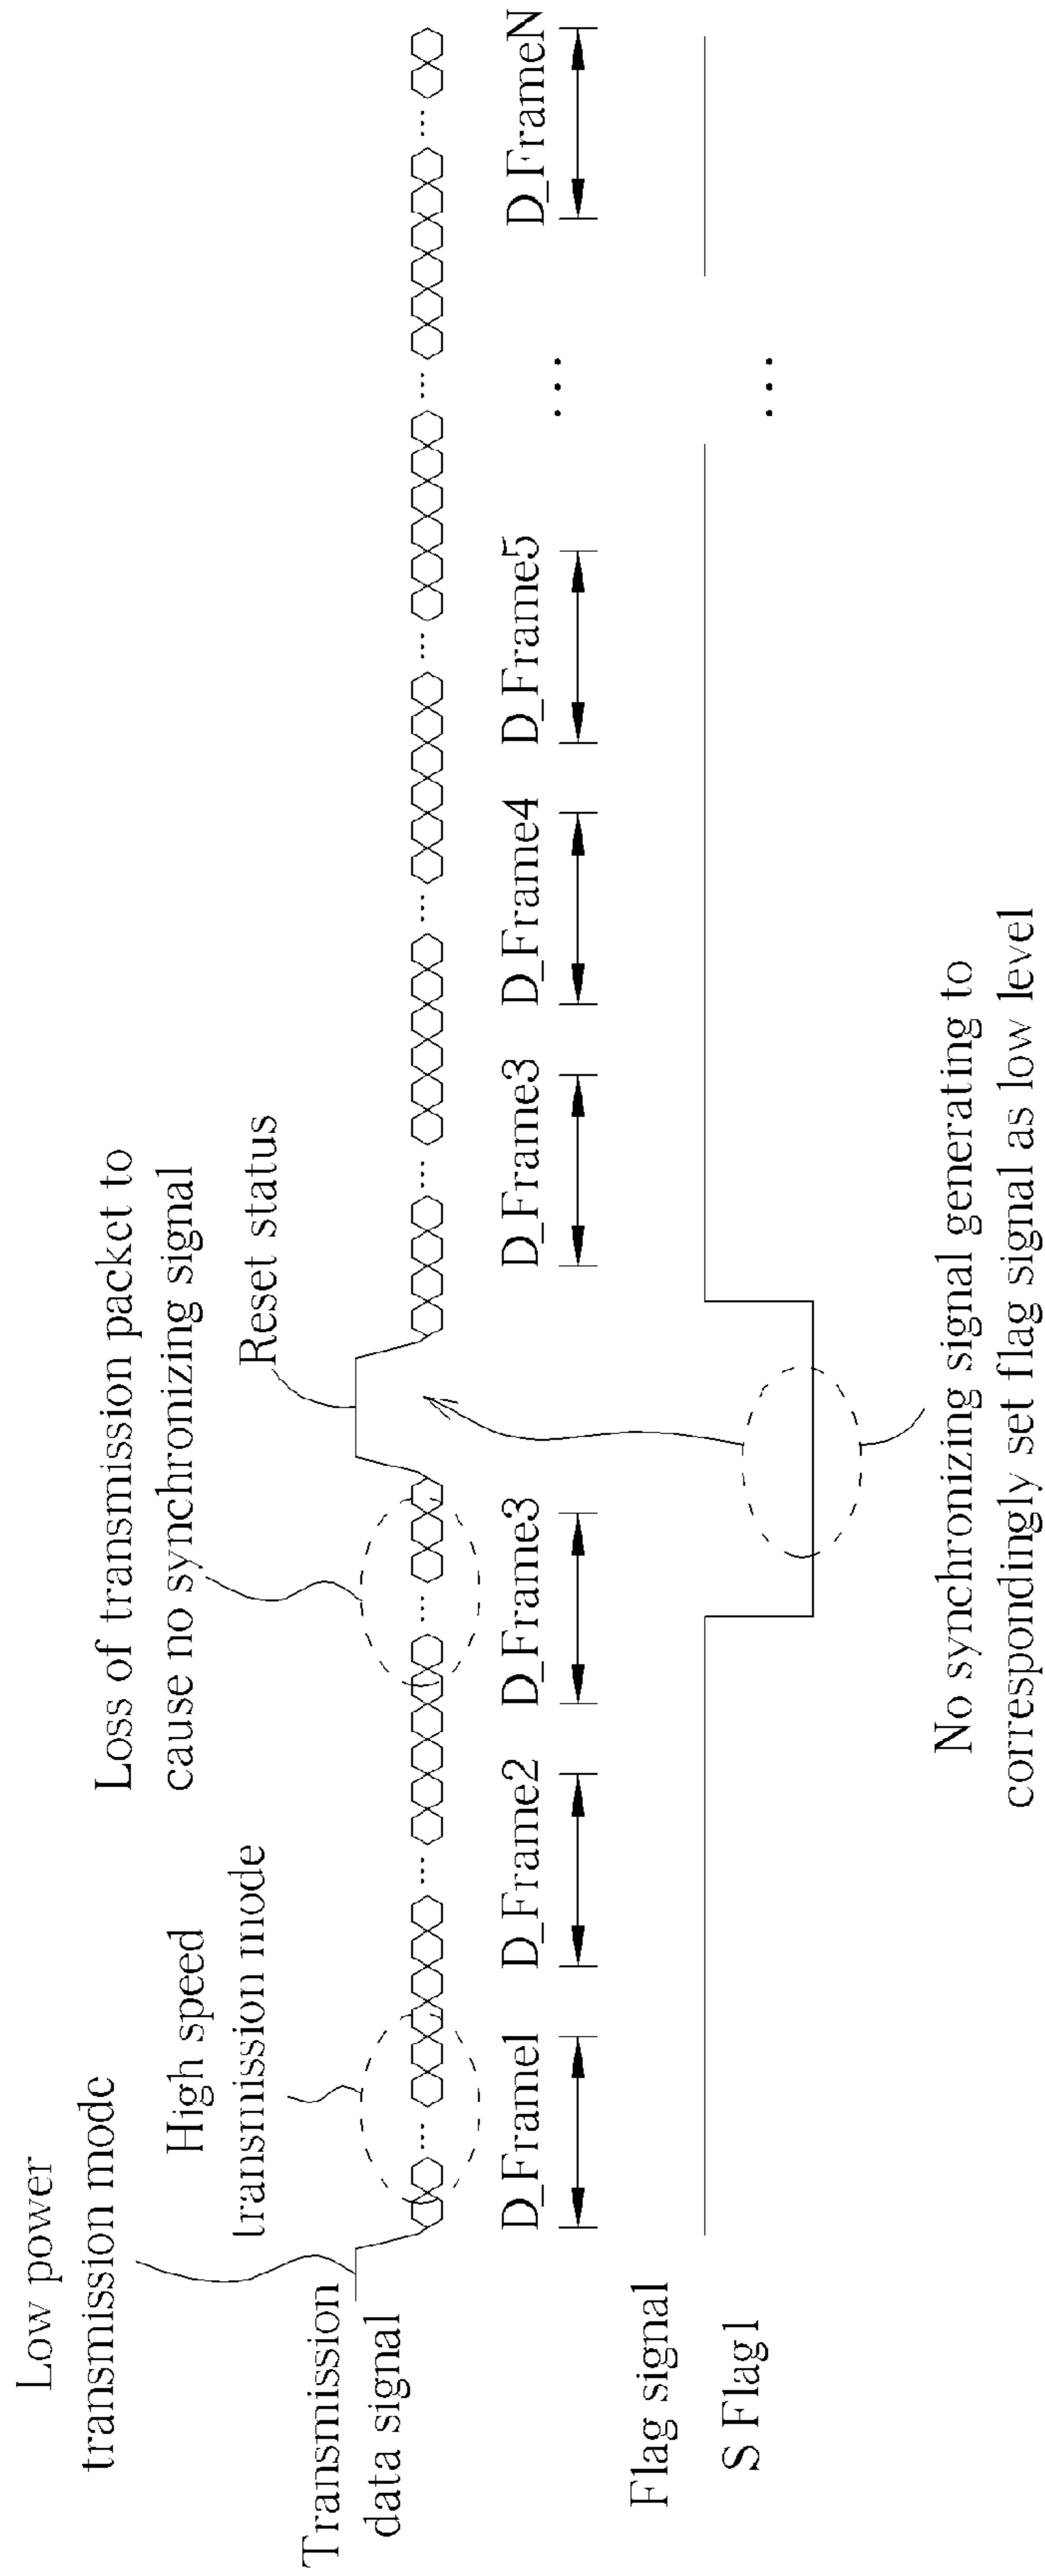 Low power
transmission mode
High speed
transmission mode
Loss of transmission packet to
cause no synchronizing signal
Reset status
Transmission
data signal
D_Frame1
D_Frame2
D_Frame3
D_Frame3
D_Frame4
D_Frame5
...
D_FrameN
Flag signal
S Flag1
...
No synchronizing signal generating to
correspondingly set flag signal as low level